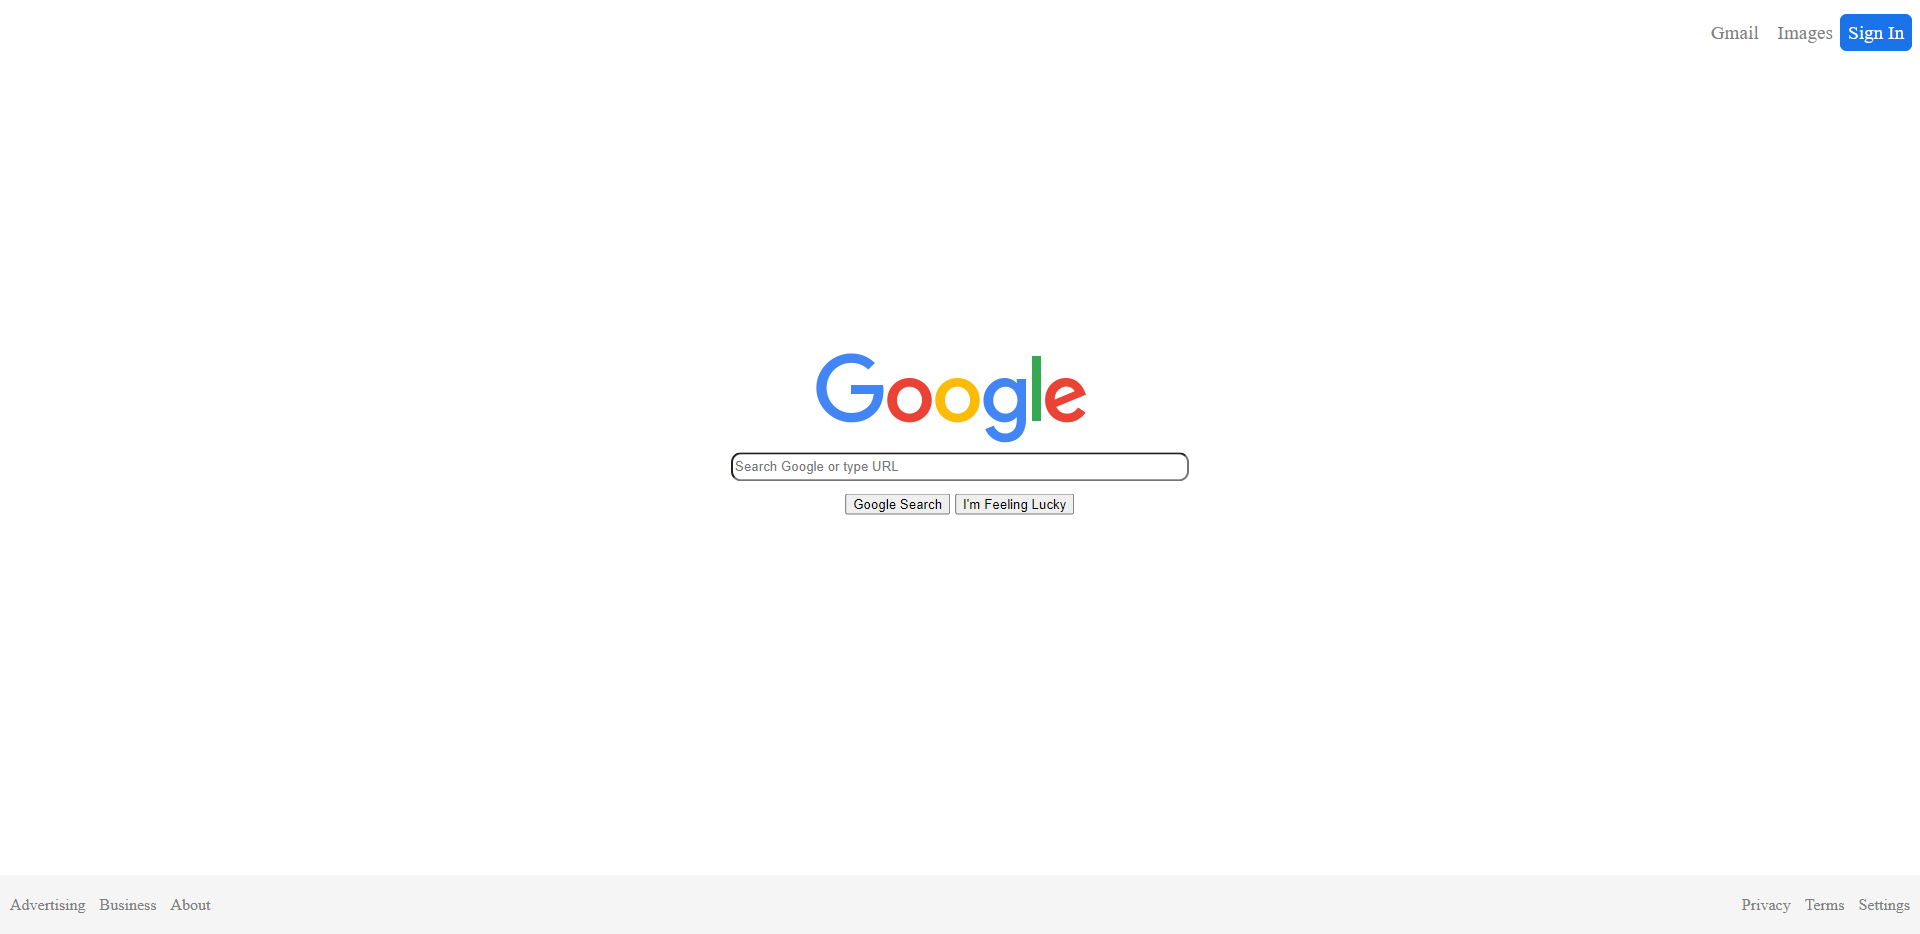 Gmail Images Sign In
Google
Search Google or type URL
Google Search I'm Feeling Lucky
Advertising Business About Privacy Terms Settings